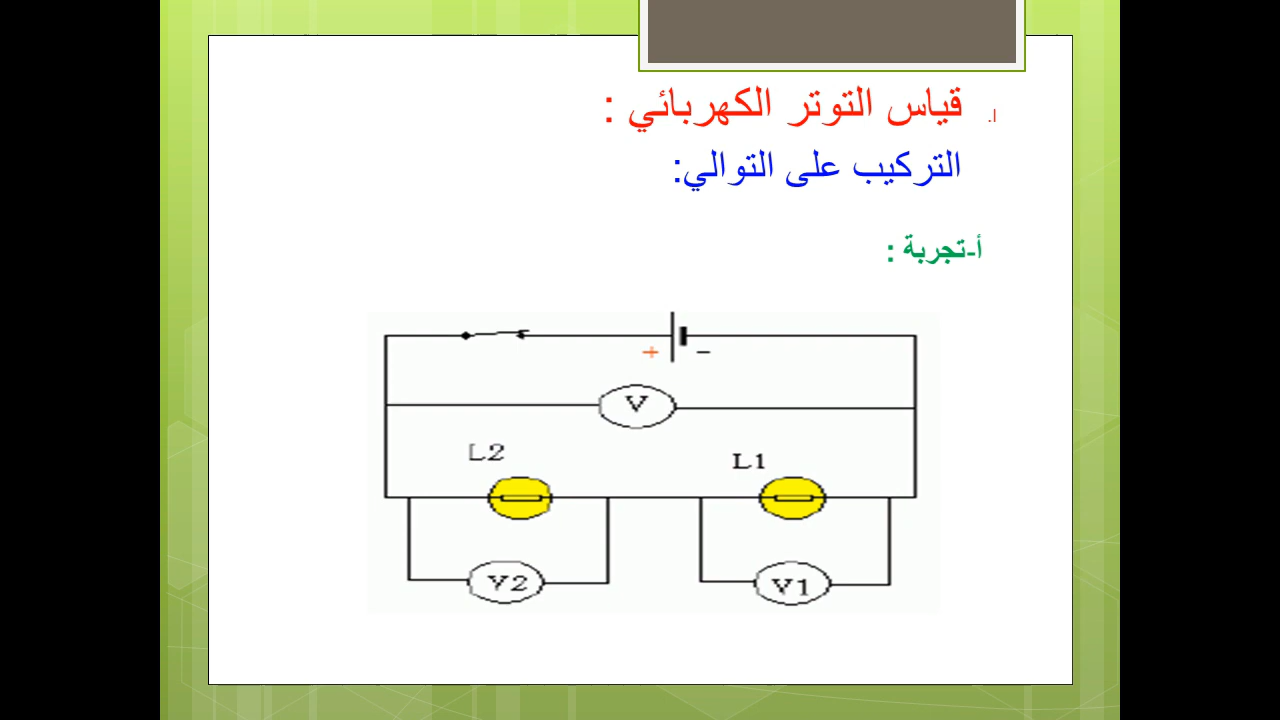 I. قياس التوتر الكهربائي :
التركيب على التوالي:
أ-تجربة :
+ −
V
L2 L1
V2 V1